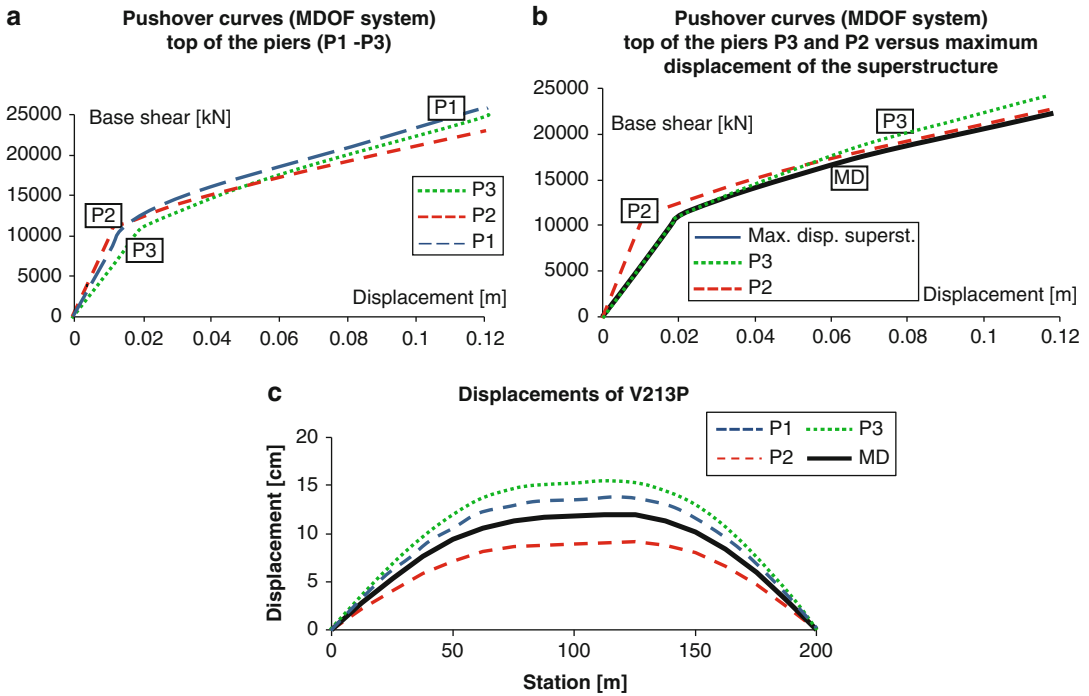 a
Pushover curves (MDOF system)
top of the piers (P1 -P3)
25000
20000
15000
10000
5000
0
Base shear [kN]
P1
P2
P3
P3
P2
P1
Displacement [m]
0 0.02 0.04 0.06 0.08 0.1 0.12
b
Pushover curves (MDOF system)
top of the piers P3 and P2 versus maximum
displacement of the superstructure
25000
20000
15000
10000
5000
0
Base shear [kN]
P3
MD
P2
Max. disp. superst.
P3
P2
Displacement [m]
0 0.02 0.04 0.06 0.08 0.1 0.12
c
Displacements of V213P
P1 P3
P2 MD
Displacement [cm]
20
15
10
5
0
0 50 100 150 200
Station [m]